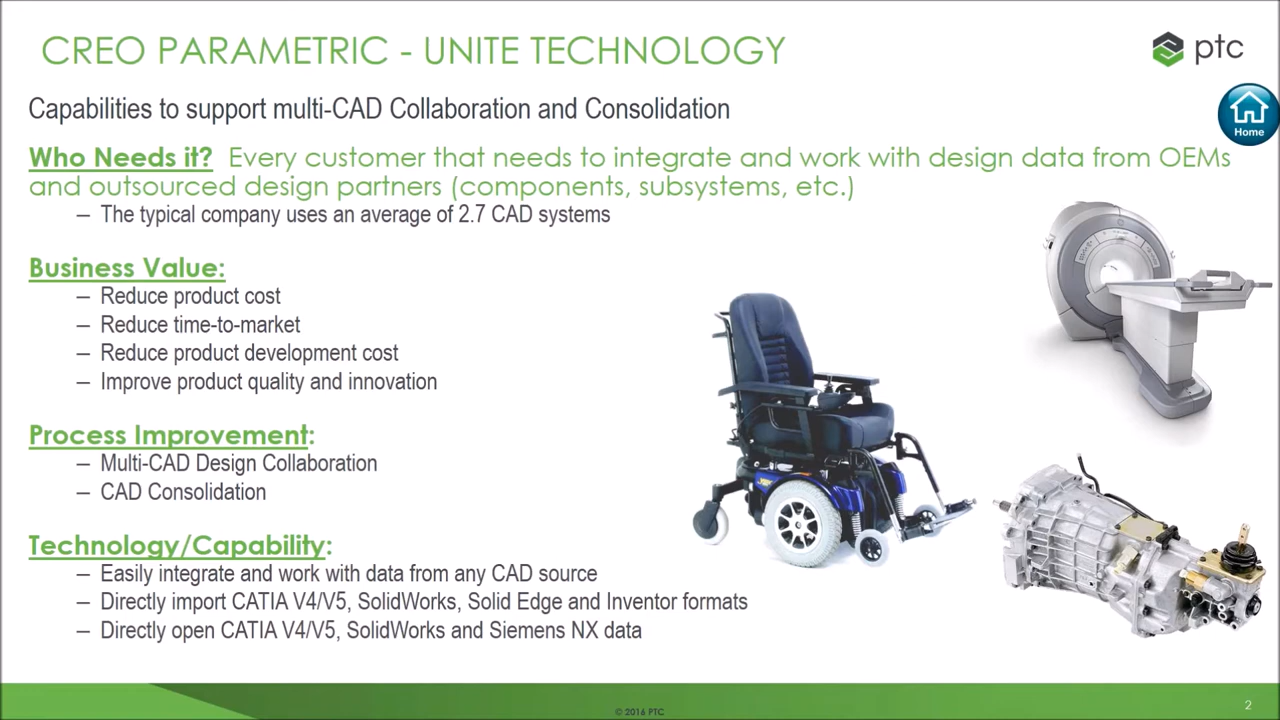 CREO PARAMETRIC - UNITE TECHNOLOGY
ptc
Capabilities to support multi-CAD Collaboration and Consolidation
Home
Who Needs it? Every customer that needs to integrate and work with design data from OEMs
and outsourced design partners (components, subsystems, etc.)
– The typical company uses an average of 2.7 CAD systems
Business Value:
– Reduce product cost
– Reduce time-to-market
– Reduce product development cost
– Improve product quality and innovation
Process Improvement:
– Multi-CAD Design Collaboration
– CAD Consolidation
Technology/Capability:
– Easily integrate and work with data from any CAD source
– Directly import CATIA V4/V5, SolidWorks, Solid Edge and Inventor formats
– Directly open CATIA V4/V5, SolidWorks and Siemens NX data
© 2016 PTC
2